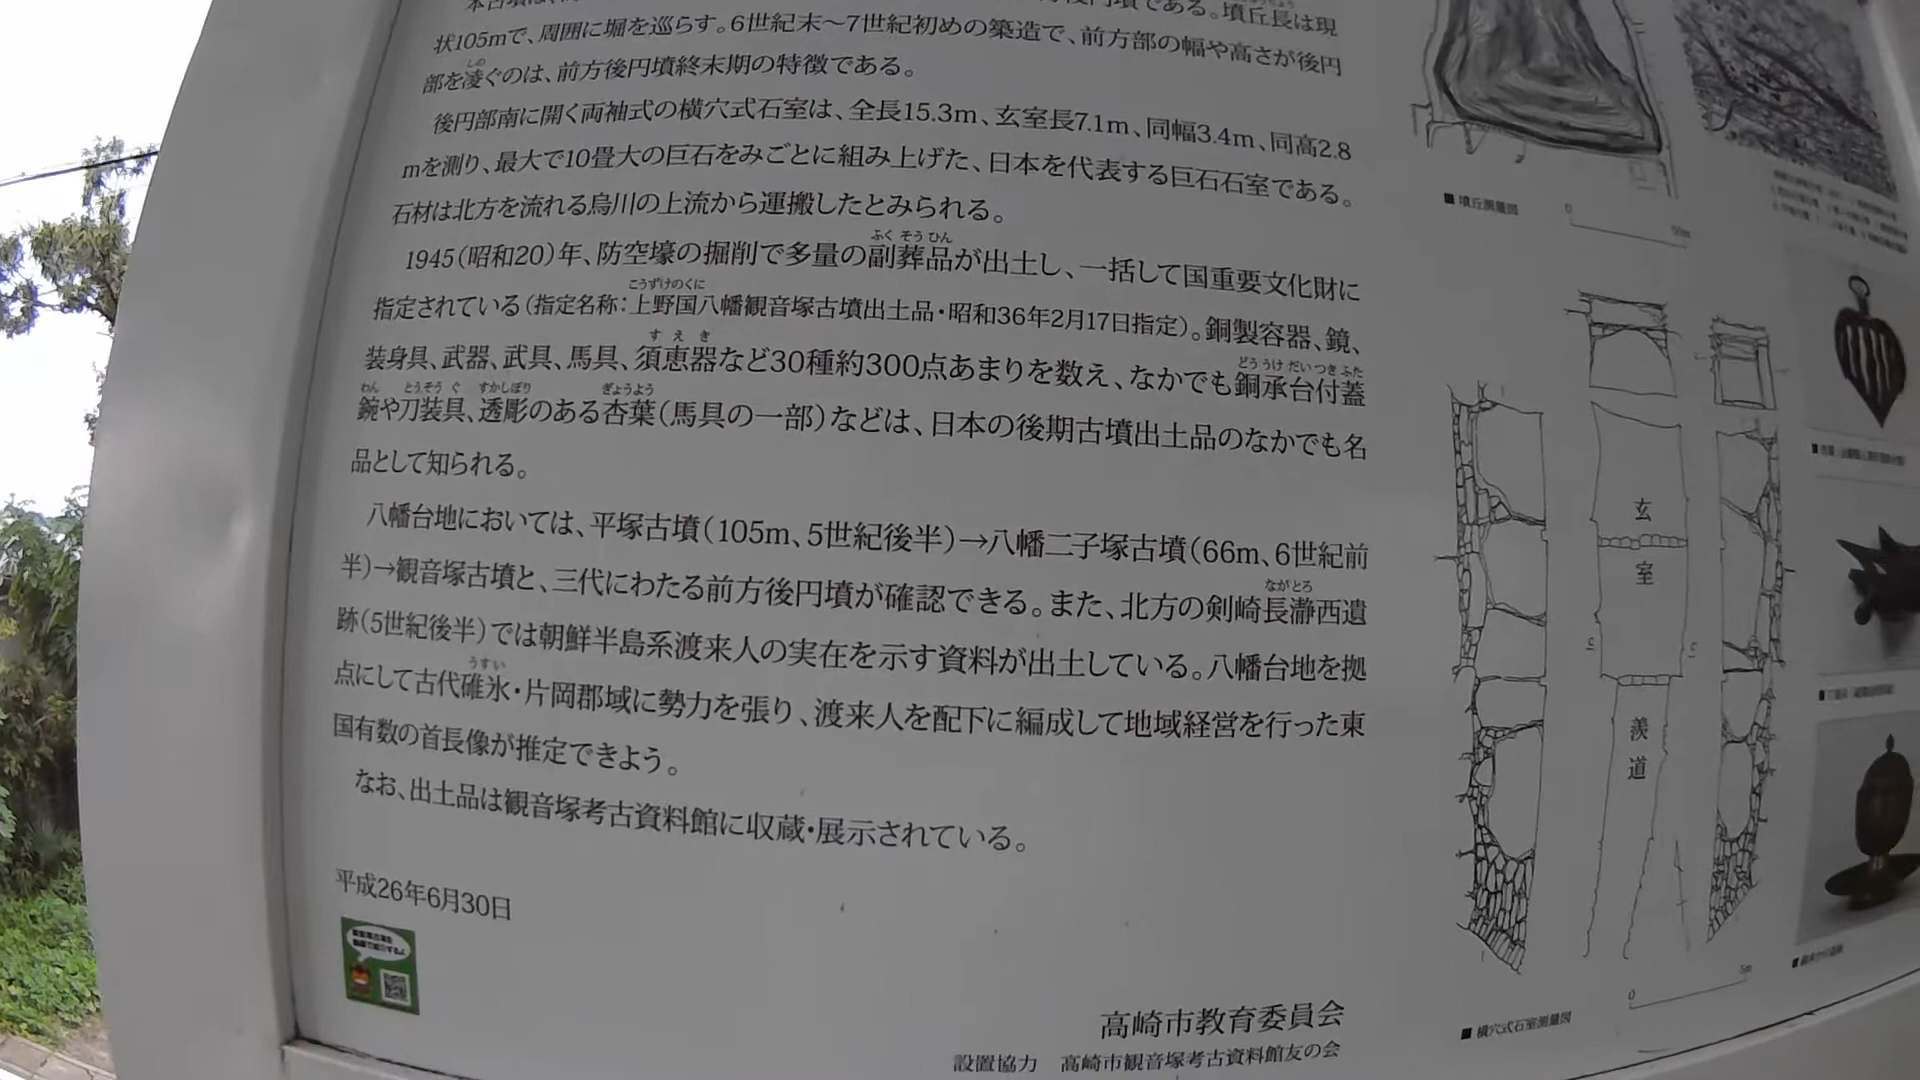 状105mで、周囲に堀を巡らす。6世紀末～7世紀初めの築造で、前方部の幅や高さが後円
部を凌ぐのは、前方後円墳終末期の特徴である。
後円部南に開く両袖式の横穴式石室は、全長15.3m、玄室長7.1m、同幅3.4m、同高2.8
mを測り、最大で10畳大の巨石をみごとに組み上げた、日本を代表する巨石石室である。
石材は北方を流れる烏川の上流から運搬したとみられる。
1945(昭和20)年、防空壕の掘削で多量の副葬品が出土し、一括して国重要文化財に
指定されている(指定名称:上野国八幡観音塚古墳出土品・昭和36年2月17日指定)。銅製容器、鏡、
装身具、武器、武具、馬具、須恵器など30種約300点あまりを数え、なかでも銅承台付蓋
鋺や刀装具、透彫のある杏葉(馬具の一部)などは、日本の後期古墳出土品のなかでも名
品として知られる。
八幡台地においては、平塚古墳(105m、5世紀後半)→八幡二子塚古墳(66m、6世紀前
半)→観音塚古墳と、三代にわたる前方後円墳が確認できる。また、北方の剣崎長瀞西遺
跡(5世紀後半)では朝鮮半島系渡来人の実在を示す資料が出土している。八幡台地を拠
点にして古代碓氷・片岡郡域に勢力を張り、渡来人を配下に編成して地域経営を行った東
国有数の首長像が推定できよう。
なお、出土品は観音塚考古資料館に収蔵・展示されている。
平成26年6月30日
高崎市教育委員会
設置協力 高崎市観音塚考古資料館友の会
■ 墳丘測量図
0 50m
玄室
羨道
0 5m
■ 横穴式石室測量図